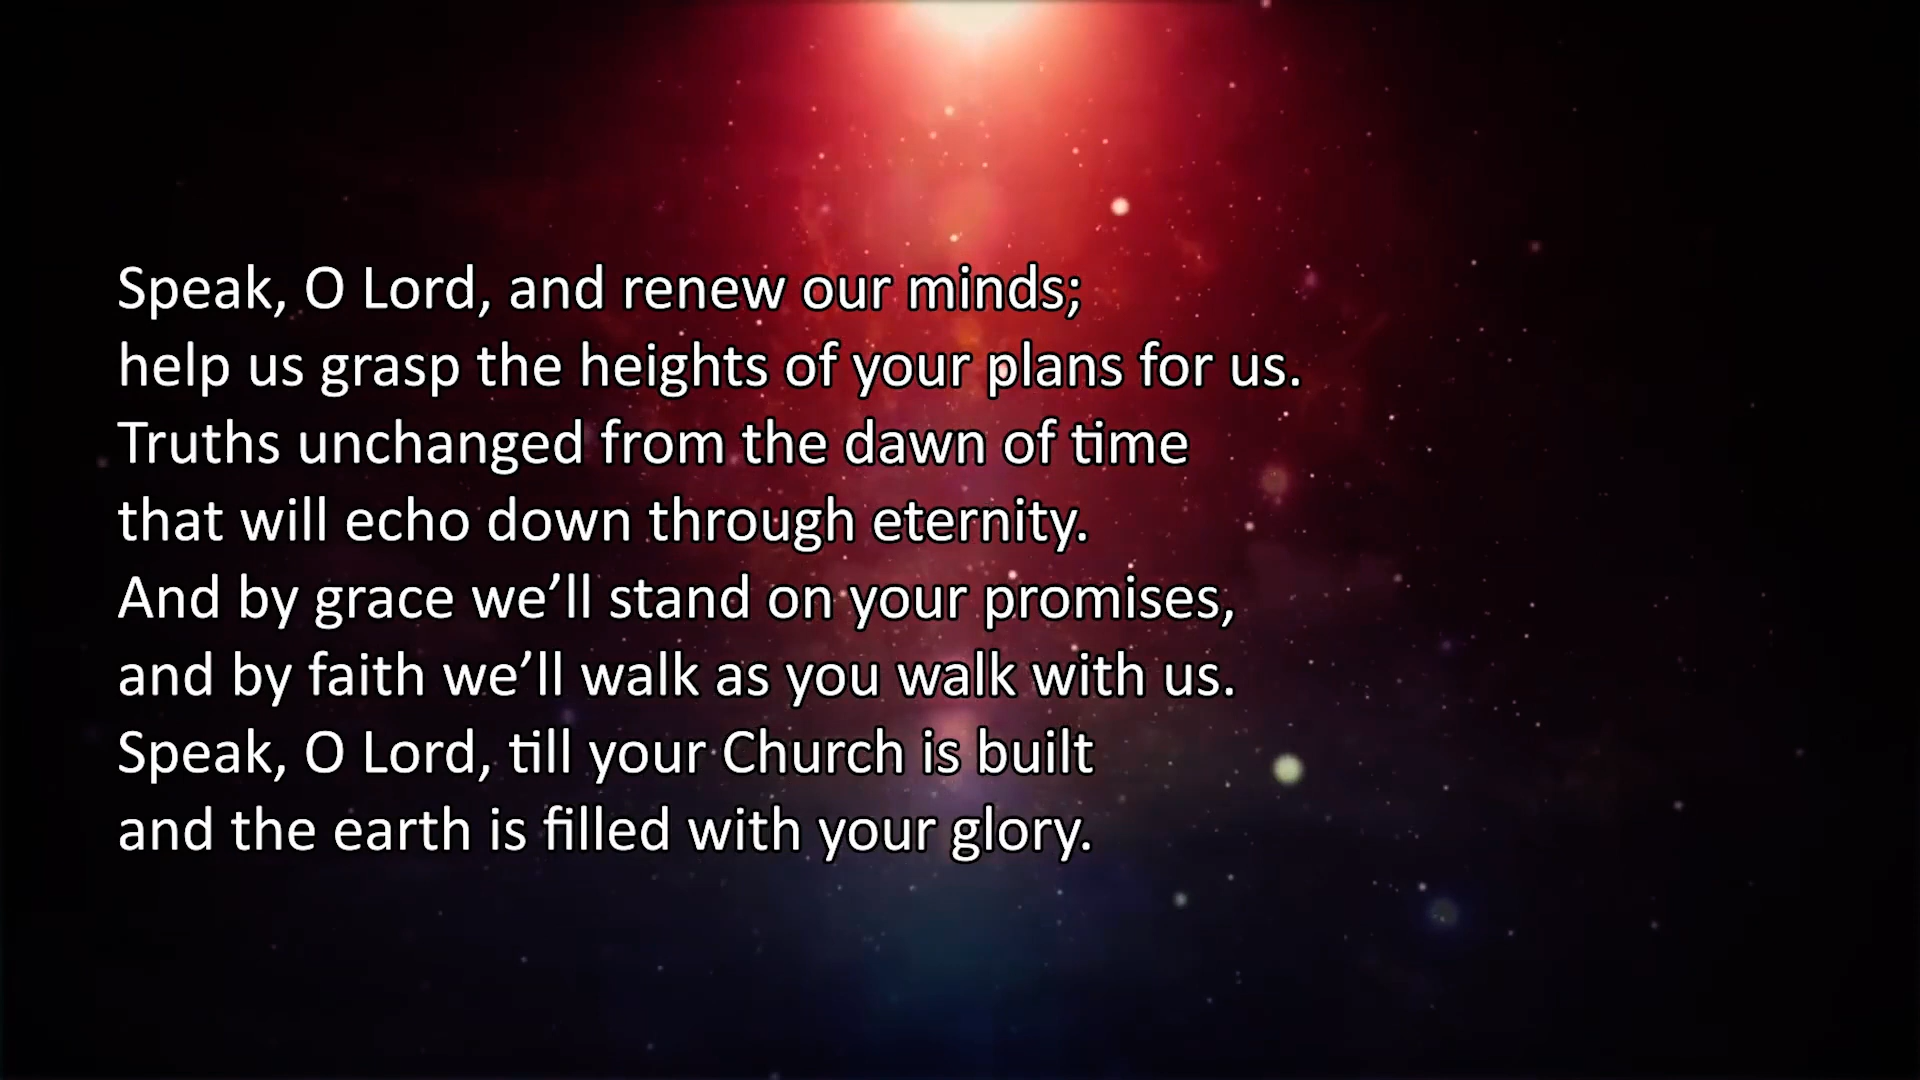 Speak, O Lord, and renew our minds;
help us grasp the heights of your plans for us.
Truths unchanged from the dawn of time
that will echo down through eternity.
And by grace we’ll stand on your promises,
and by faith we’ll walk as you walk with us.
Speak, O Lord, till your Church is built
and the earth is filled with your glory.